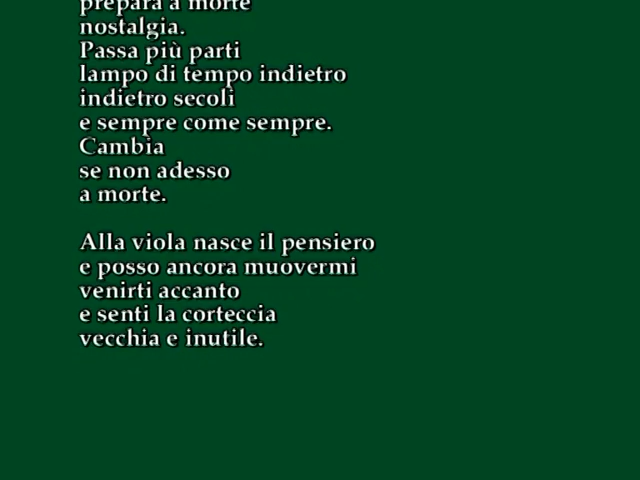 prepara a morte
nostalgia.
Passa più parti
lampo di tempo indietro
indietro secoli
e sempre come sempre.
Cambia
se non adesso
a morte.

Alla viola nasce il pensiero
e posso ancora muovermi
venirti accanto
e senti la corteccia
vecchia e inutile.